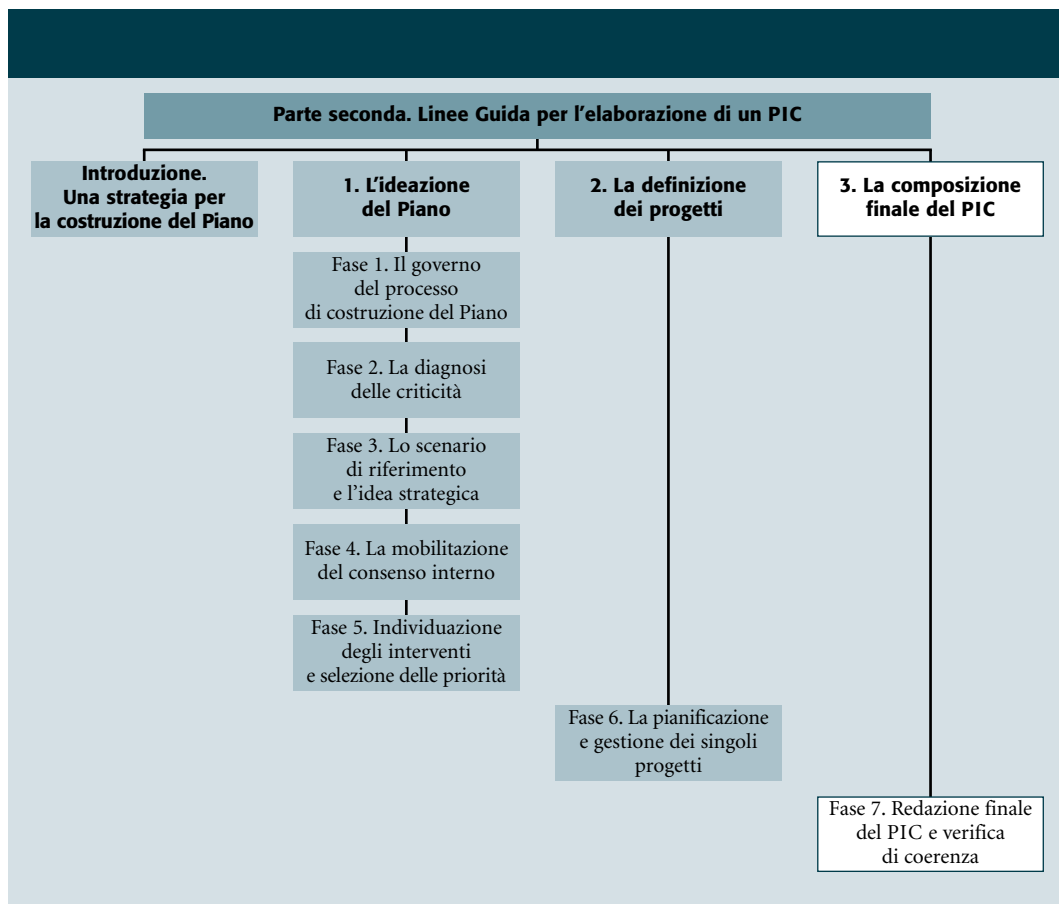 Parte seconda. Linee Guida per l'elaborazione di un PIC
Introduzione.
Una strategia per
la costruzione del Piano
1. L'ideazione
del Piano
2. La definizione
dei progetti
3. La composizione
finale del PIC
Fase 1. Il governo
del processo
di costruzione del Piano
Fase 2. La diagnosi
delle criticità
Fase 3. Lo scenario
di riferimento
e l'idea strategica
Fase 4. La mobilitazione
del consenso interno
Fase 5. Individuazione
degli interventi
e selezione delle priorità
Fase 6. La pianificazione
e gestione dei singoli
progetti
Fase 7. Redazione finale
del PIC e verifica
di coerenza